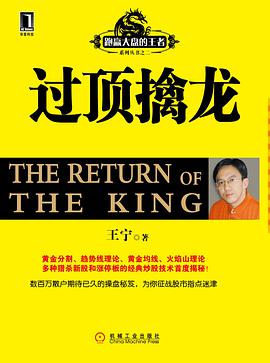 跑赢大盘的王者
系列丛书之二
过顶擒龙
THE RETURN OF
THE KING
王宁 著
黄金分割、趋势线理论、黄金均线、火焰山理论
多种猎杀新股和涨停板的经典炒股技术首度揭秘!
数百万散户期待已久的操盘秘笈，为你征战股市指点迷津
机械工业出版社
CHINA MACHINE PRESS